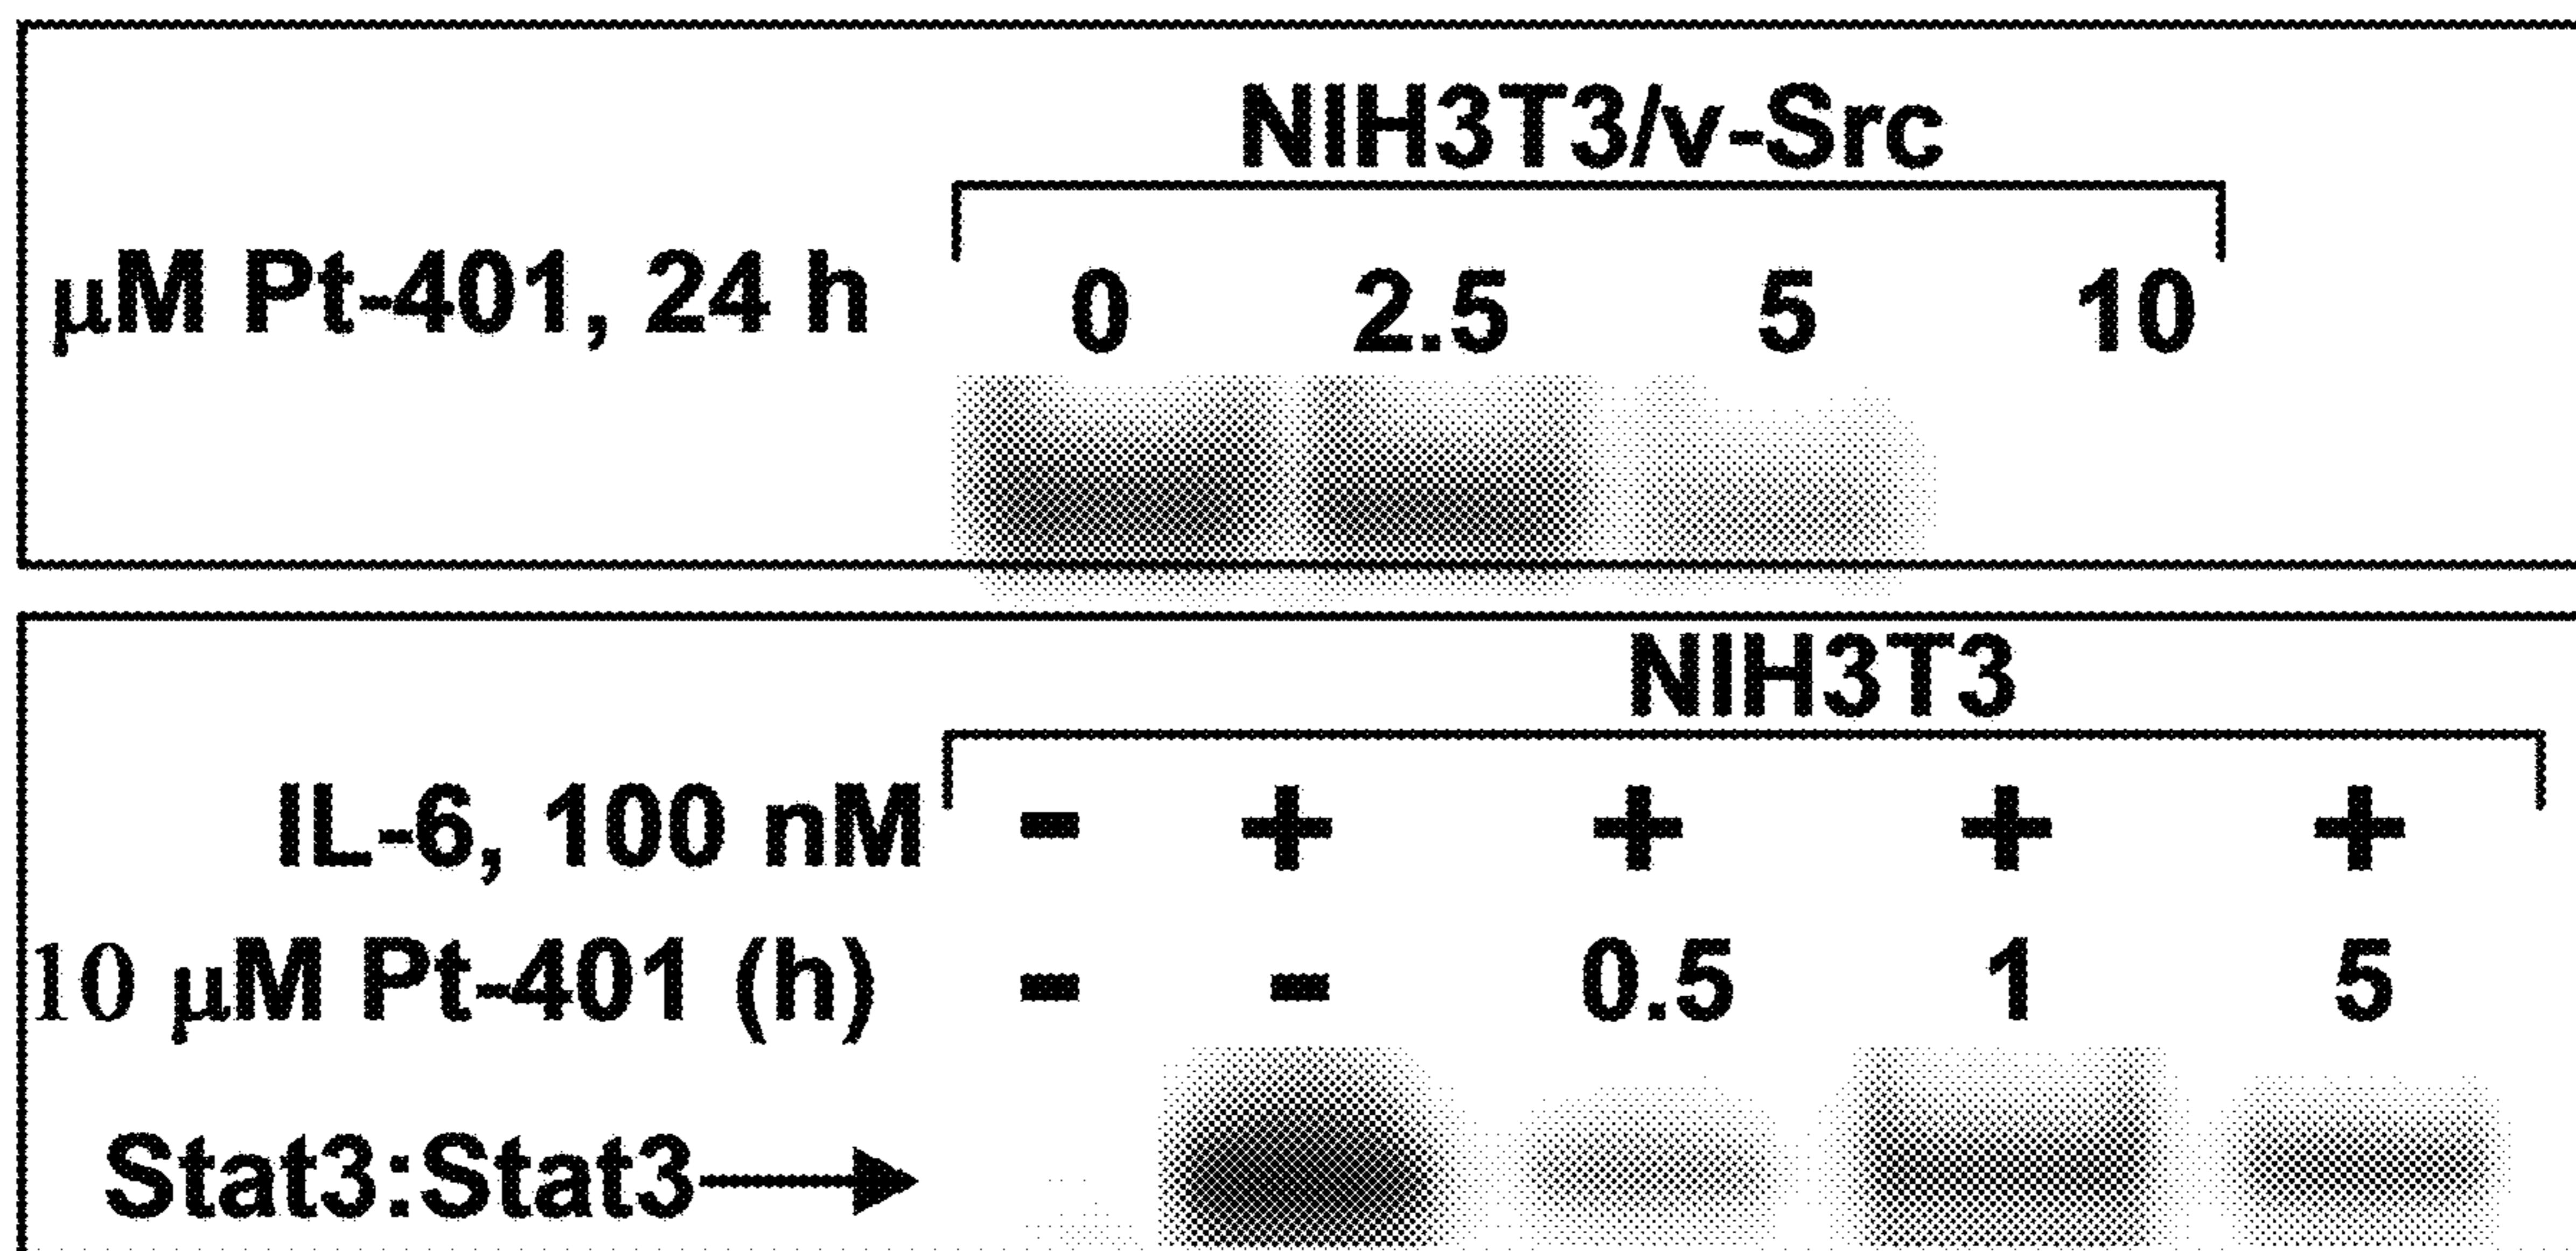 NIH3T3/v-Src
μM Pt-401, 24 h 0 2.5 5 10
NIH3T3
IL-6, 100 nM - + + + +
10 μM Pt-401 (h) - - 0.5 1 5
Stat3:Stat3